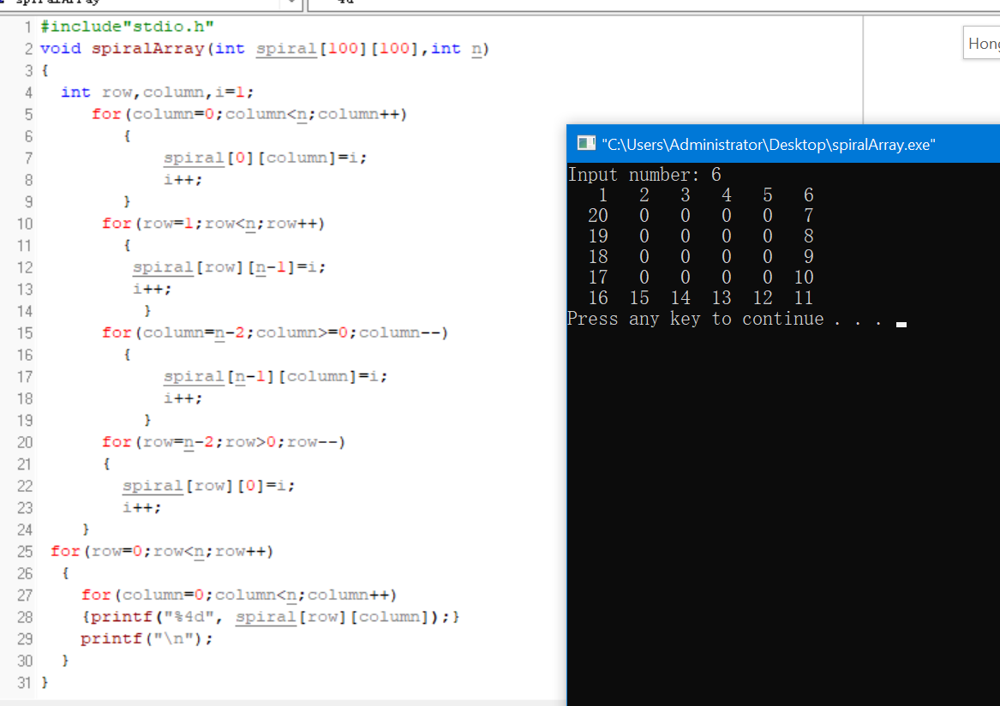 spiralArray
1 #include"stdio.h"
2 void spiralArray(int spiral[100][100],int n)
3 {
4 int row,column,i=1;
5 for(column=0;column<n;column++)
6 {
7 spiral[0][column]=i;
8 i++;
9 }
10 for(row=1;row<n;row++)
11 {
12 spiral[row][n-1]=i;
13 i++;
14 }
15 for(column=n-2;column>=0;column--)
16 {
17 spiral[n-1][column]=i;
18 i++;
19 }
20 for(row=n-2;row>0;row--)
21 {
22 spiral[row][0]=i;
23 i++;
24 }
25 for(row=0;row<n;row++)
26 {
27 for(column=0;column<n;column++)
28 {printf("%4d", spiral[row][column]);}
29 printf("\n");
30 }
31 }
Hong
"C:\Users\Administrator\Desktop\spiralArray.exe"
Input number: 6
1 2 3 4 5 6
20 0 0 0 0 7
19 0 0 0 0 8
18 0 0 0 0 9
17 0 0 0 0 10
16 15 14 13 12 11
Press any key to continue . . .